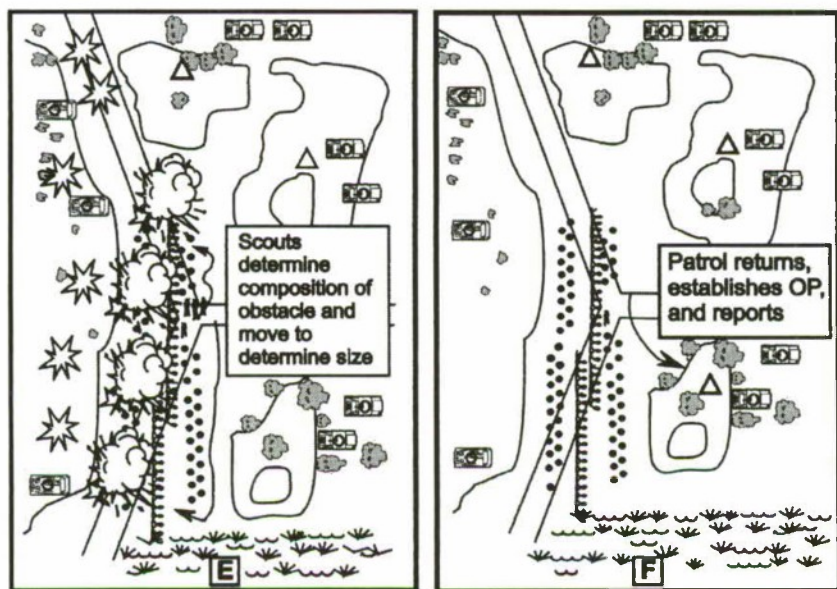 Scouts
determine
composition of
obstacle and
move to
determine size
E
Patrol returns,
establishes OP,
and reports
F